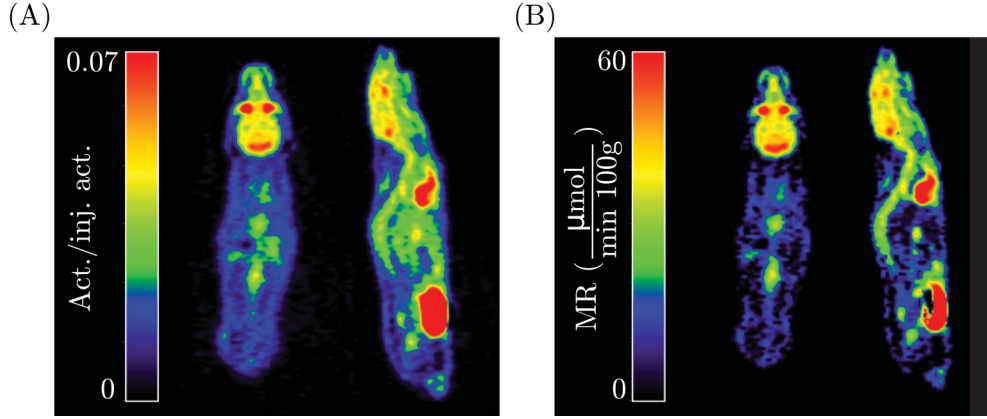 (A)
(B)
0.07
Act./inj. act.
0
60
MR ( μmol / min 100g )
0